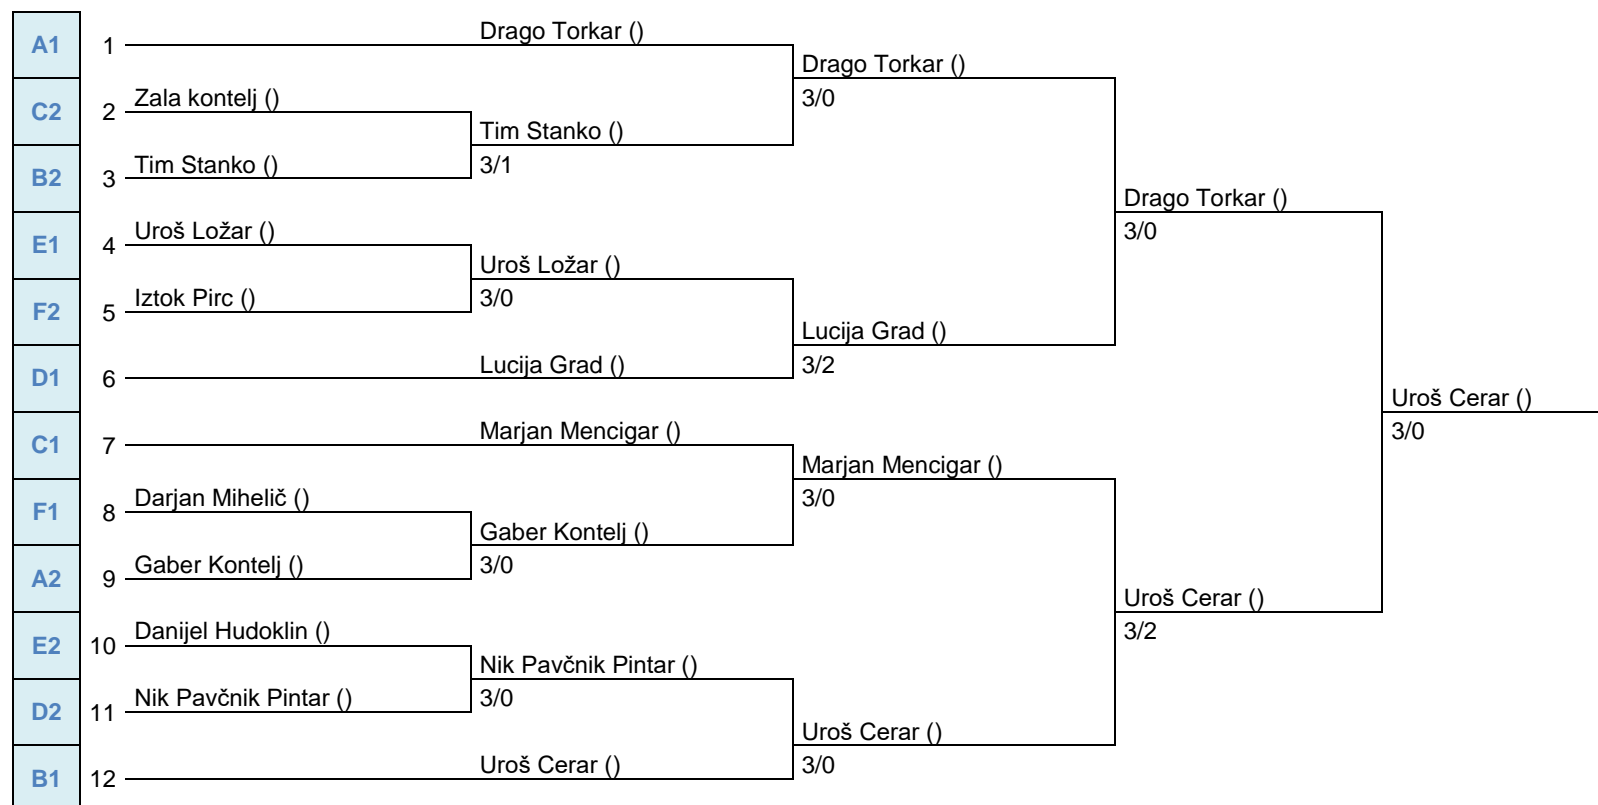 A1 1 Drago Torkar ()
Drago Torkar ()
C2 2 Zala kontelj () 3/0
Tim Stanko ()
B2 3 Tim Stanko () 3/1
Drago Torkar ()
E1 4 Uroš Ložar () 3/0
Uroš Ložar ()
F2 5 Iztok Pirc () 3/0
Lucija Grad ()
D1 6 Lucija Grad () 3/2
Uroš Cerar ()
C1 7 Marjan Mencigar () 3/0
Marjan Mencigar ()
F1 8 Darjan Mihelič () 3/0
Gaber Kontelj ()
A2 9 Gaber Kontelj () 3/0
Uroš Cerar ()
E2 10 Danijel Hudoklin () 3/2
Nik Pavčnik Pintar ()
D2 11 Nik Pavčnik Pintar () 3/0
Uroš Cerar ()
B1 12 Uroš Cerar () 3/0